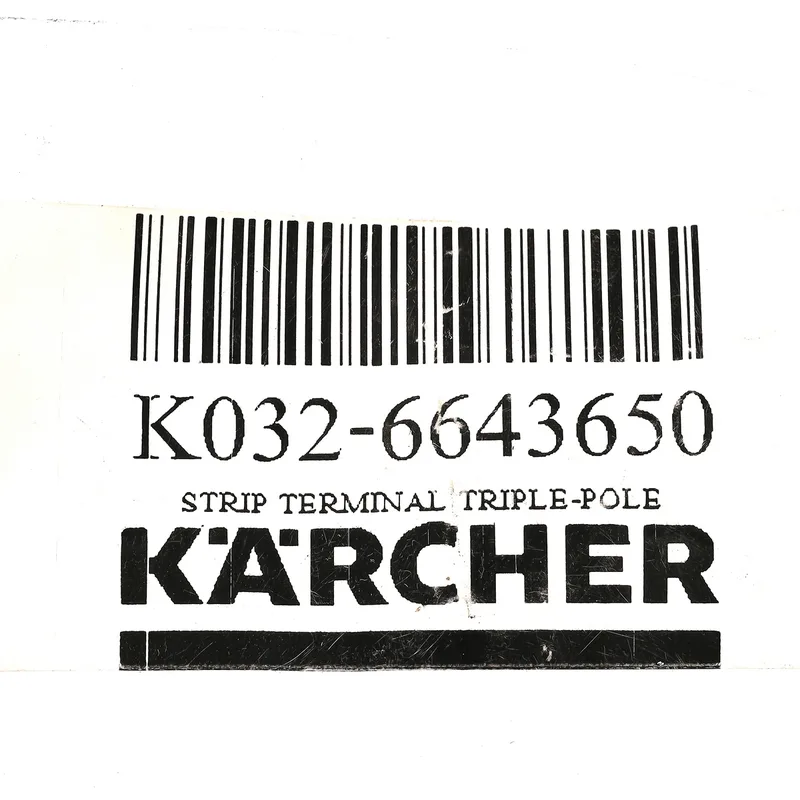 K032-6643650
STRIP TERMINAL TRIPLE-POLE
KÄRCHER